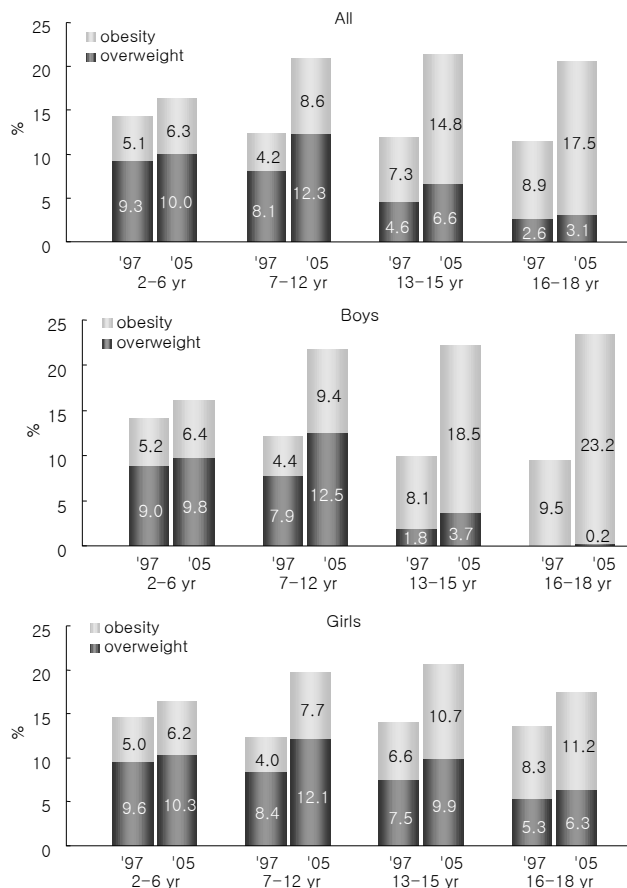 All
obesity
overweight
25
20
15
10
5
0
%
5.1 6.3 4.2 8.6 7.3 14.8 8.9 17.5
9.3 10.0 8.1 12.3 4.6 6.6 2.6 3.1
'97 '05 '97 '05 '97 '05 '97 '05
2-6 yr 7-12 yr 13-15 yr 16-18 yr
Boys
obesity
overweight
25
20
15
10
5
0
%
5.2 6.4 4.4 9.4 8.1 18.5 9.5 23.2
9.0 9.8 7.9 12.5 1.8 3.7 0.2
'97 '05 '97 '05 '97 '05 '97 '05
2-6 yr 7-12 yr 13-15 yr 16-18 yr
Girls
obesity
overweight
25
20
15
10
5
0
%
5.0 6.2 4.0 7.7 6.6 10.7 8.3 11.2
9.6 10.3 8.4 12.1 7.5 9.9 5.3 6.3
'97 '05 '97 '05 '97 '05 '97 '05
2-6 yr 7-12 yr 13-15 yr 16-18 yr